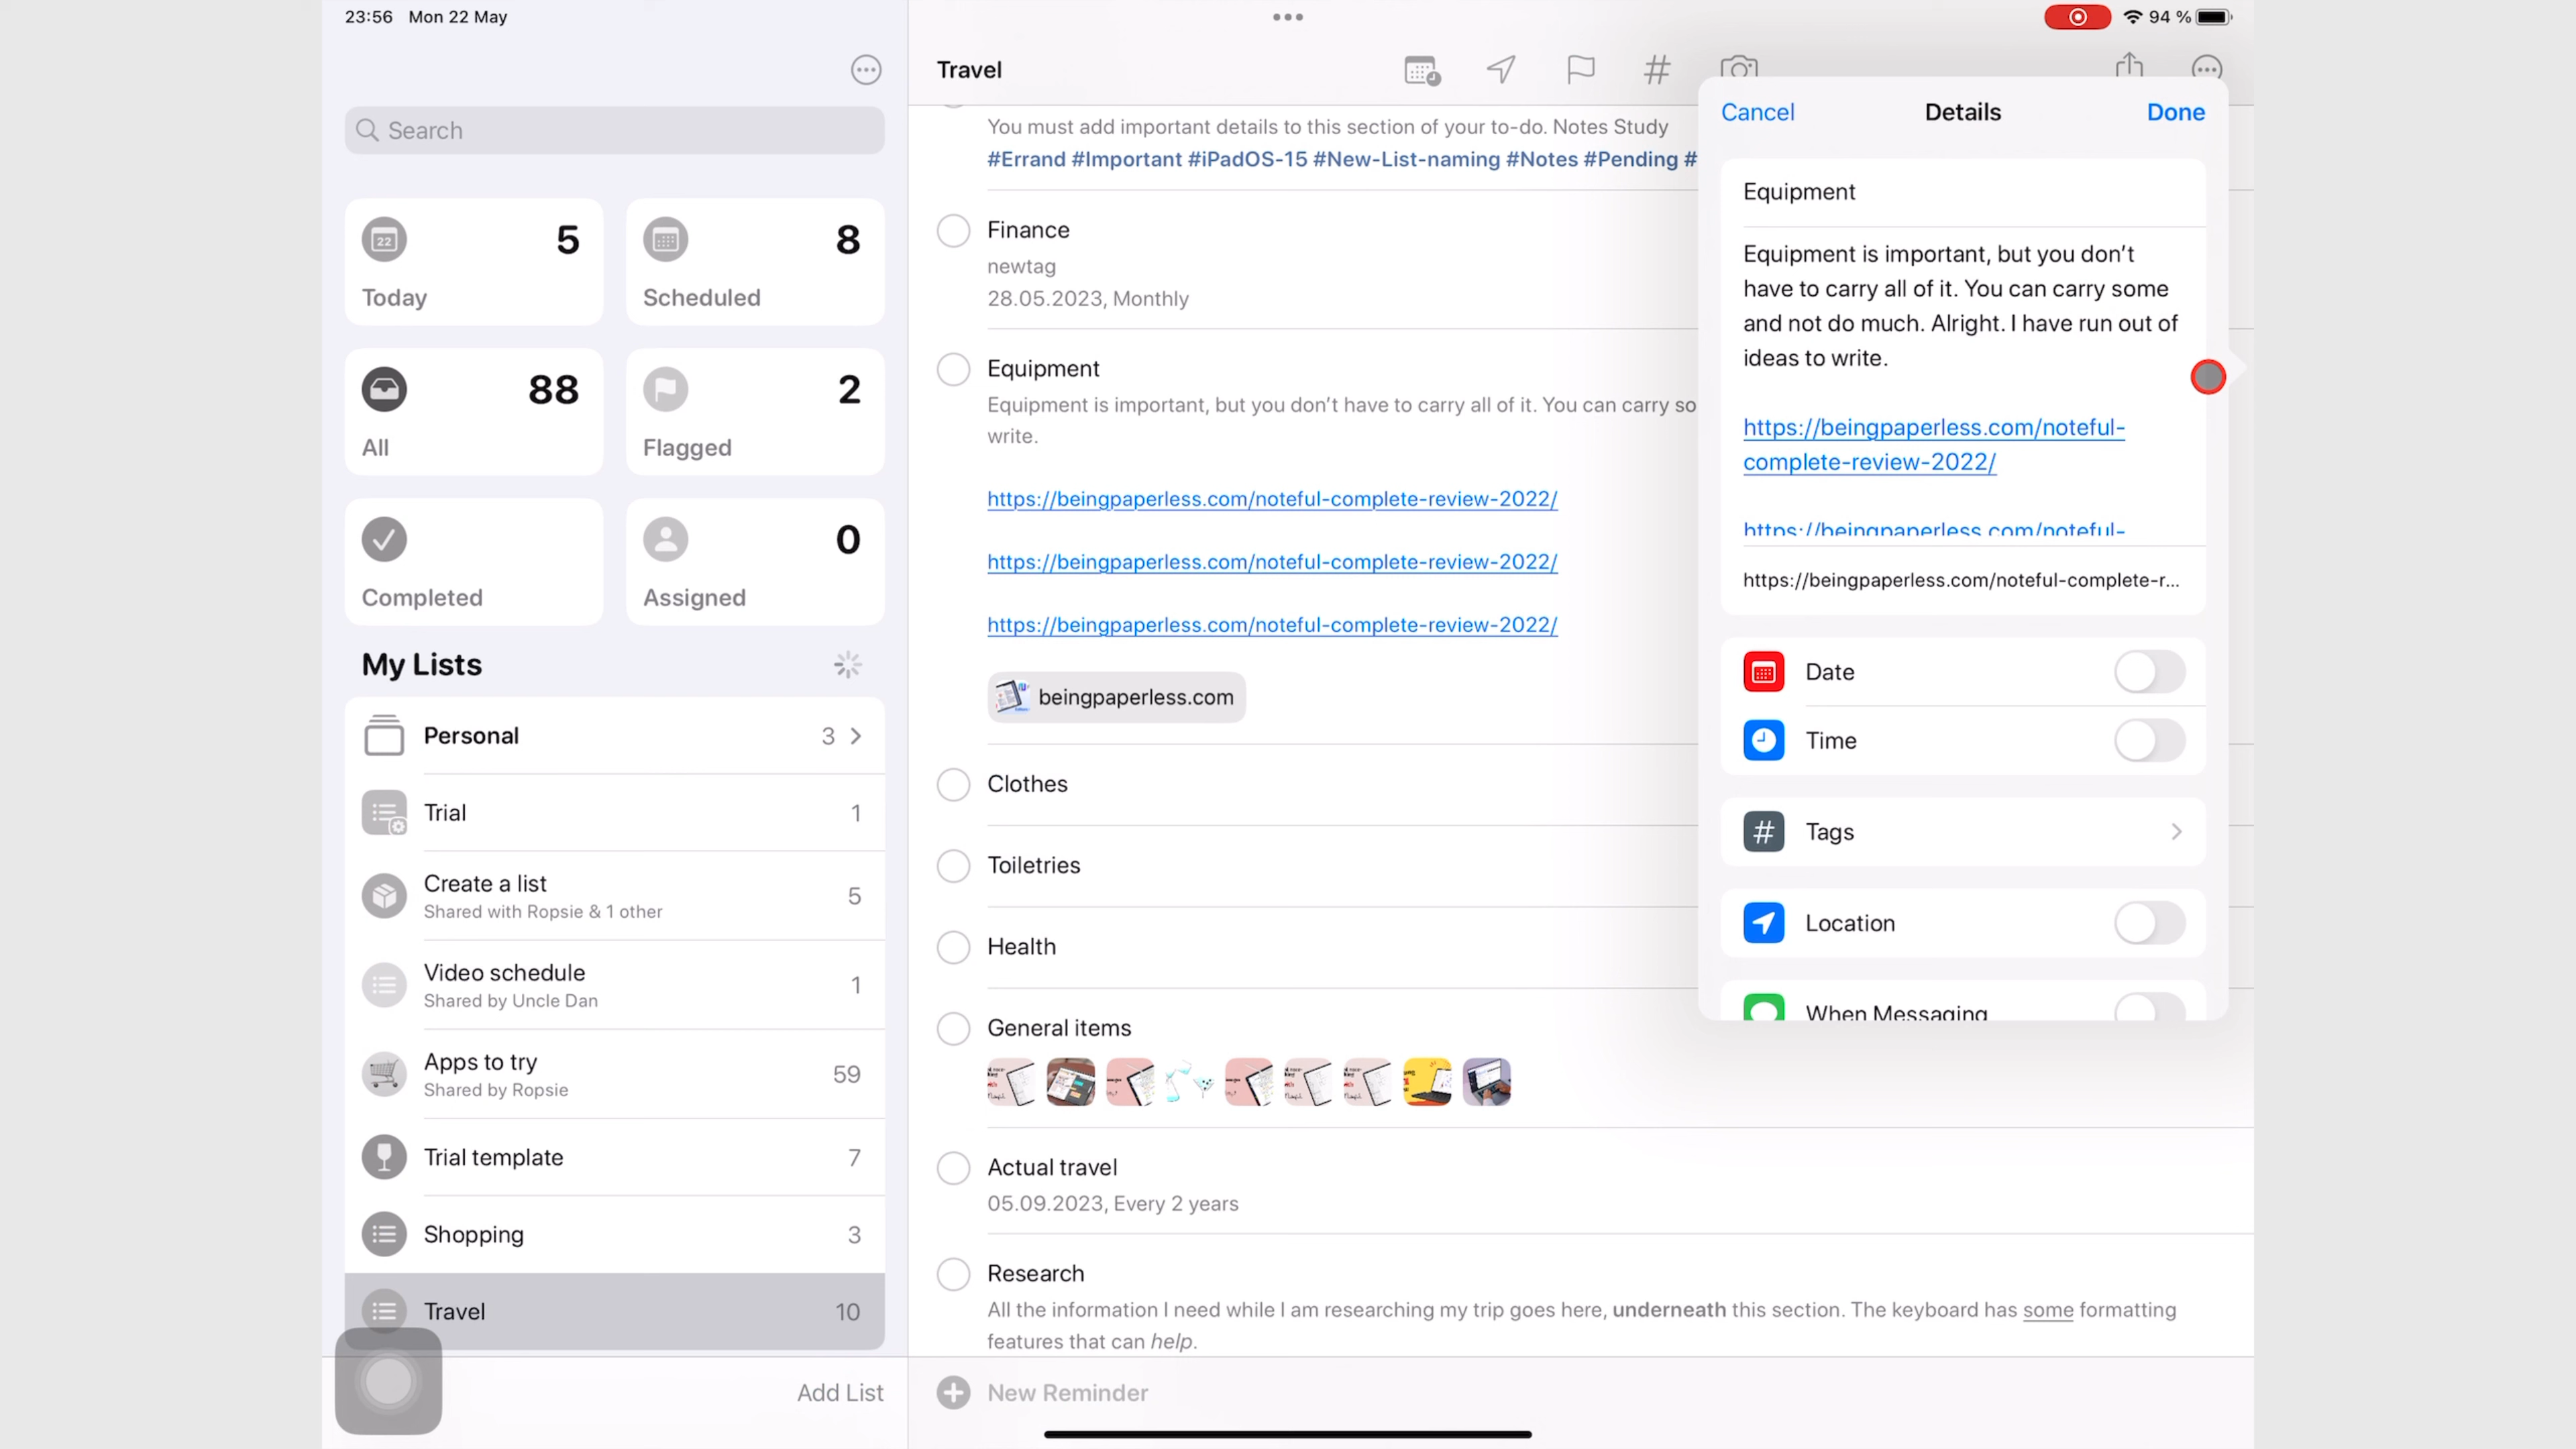 23:56 Mon 22 May
94 %
Search
22
5
Today
8
Scheduled
88
All
2
Flagged
Completed
0
Assigned
My Lists
Personal
3
Trial
1
Create a list
Shared with Ropsie & 1 other
5
Video schedule
Shared by Uncle Dan
1
Apps to try
Shared by Ropsie
59
Trial template
7
Shopping
3
Travel
10
Add List
Travel
You must add important details to this section of your to-do. Notes Study
#Errand #Important #iPadOS-15 #New-List-naming #Notes #Pending #
Finance
newtag
28.05.2023, Monthly
Equipment
Equipment is important, but you don’t have to carry all of it. You can carry so
write.
https://beingpaperless.com/noteful-complete-review-2022/
https://beingpaperless.com/noteful-complete-review-2022/
https://beingpaperless.com/noteful-complete-review-2022/
beingpaperless.com
Clothes
Toiletries
Health
General items
Actual travel
05.09.2023, Every 2 years
Research
All the information I need while I am researching my trip goes here, underneath this section. The keyboard has some formatting
features that can help.
New Reminder
Cancel
Details
Done
Equipment
Equipment is important, but you don’t
have to carry all of it. You can carry some
and not do much. Alright. I have run out of
ideas to write.
https://beingpaperless.com/noteful-
complete-review-2022/
https://beingpaperless.com/noteful-
https://beingpaperless.com/noteful-complete-r...
Date
Time
Tags
Location
When Messaging